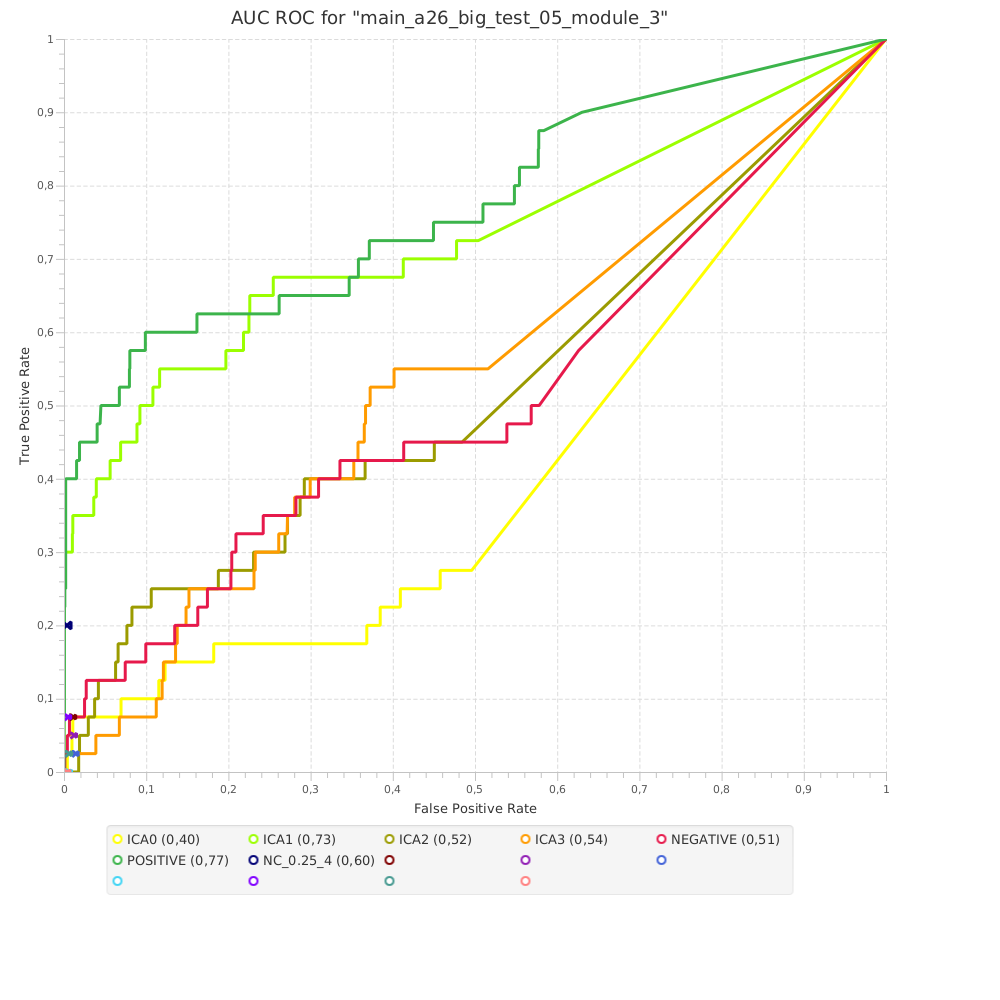 AUC ROC for "main_a26_big_test_05_module_3"
1
0,9
0,8
0,7
0,6
0,5
0,4
0,3
0,2
0,1
0
True Positive Rate
0 0,1 0,2 0,3 0,4 0,5 0,6 0,7 0,8 0,9 1
False Positive Rate
ICA0 (0,40) ICA1 (0,73) ICA2 (0,52) ICA3 (0,54) NEGATIVE (0,51)
POSITIVE (0,77) NC_0.25_4 (0,60)